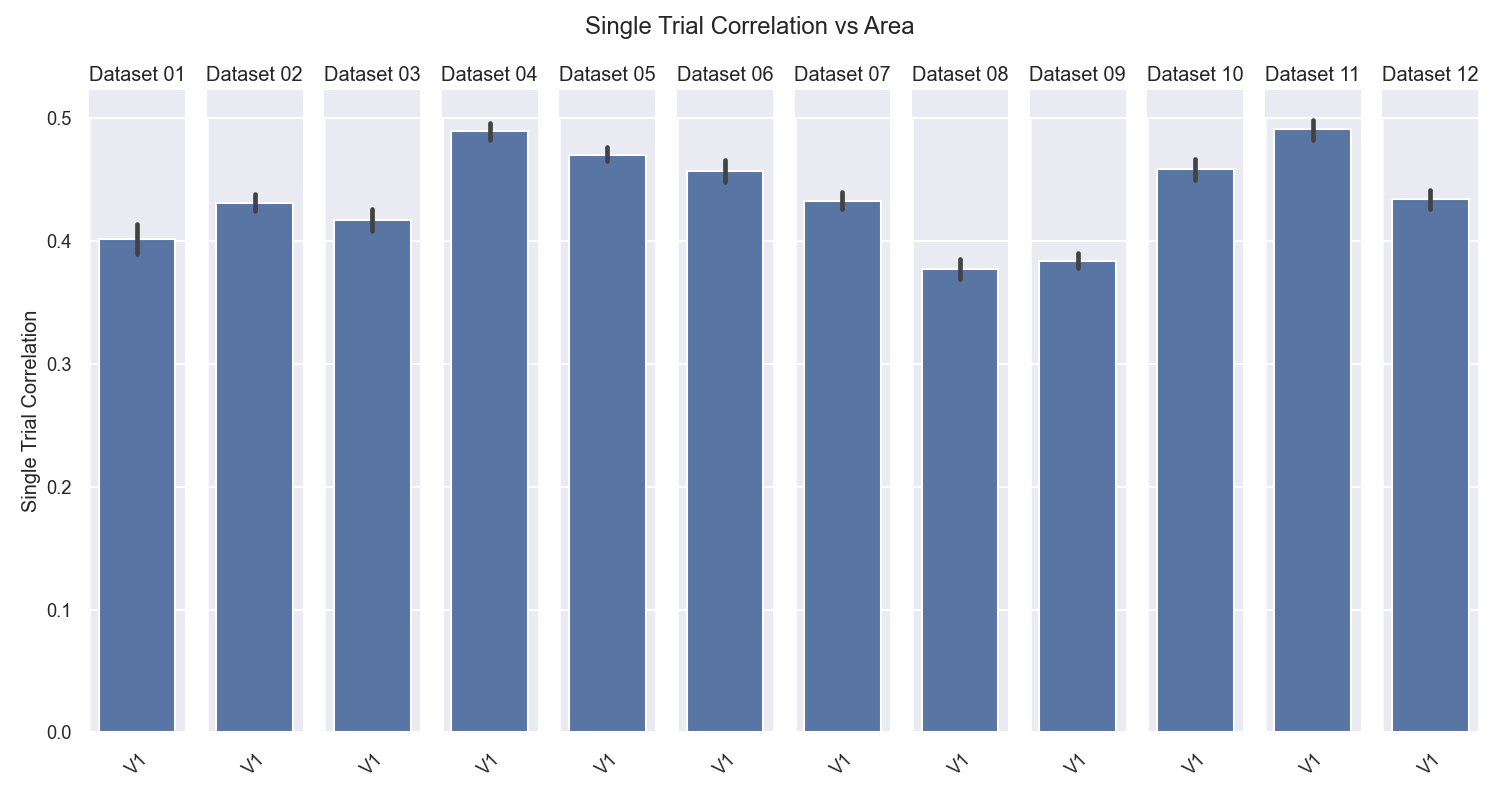 Single Trial Correlation vs Area
Dataset 01 Dataset 02 Dataset 03 Dataset 04 Dataset 05 Dataset 06 Dataset 07 Dataset 08 Dataset 09 Dataset 10 Dataset 11 Dataset 12
Single Trial Correlation
0.5
0.4
0.3
0.2
0.1
0.0
V1 V1 V1 V1 V1 V1 V1 V1 V1 V1 V1 V1